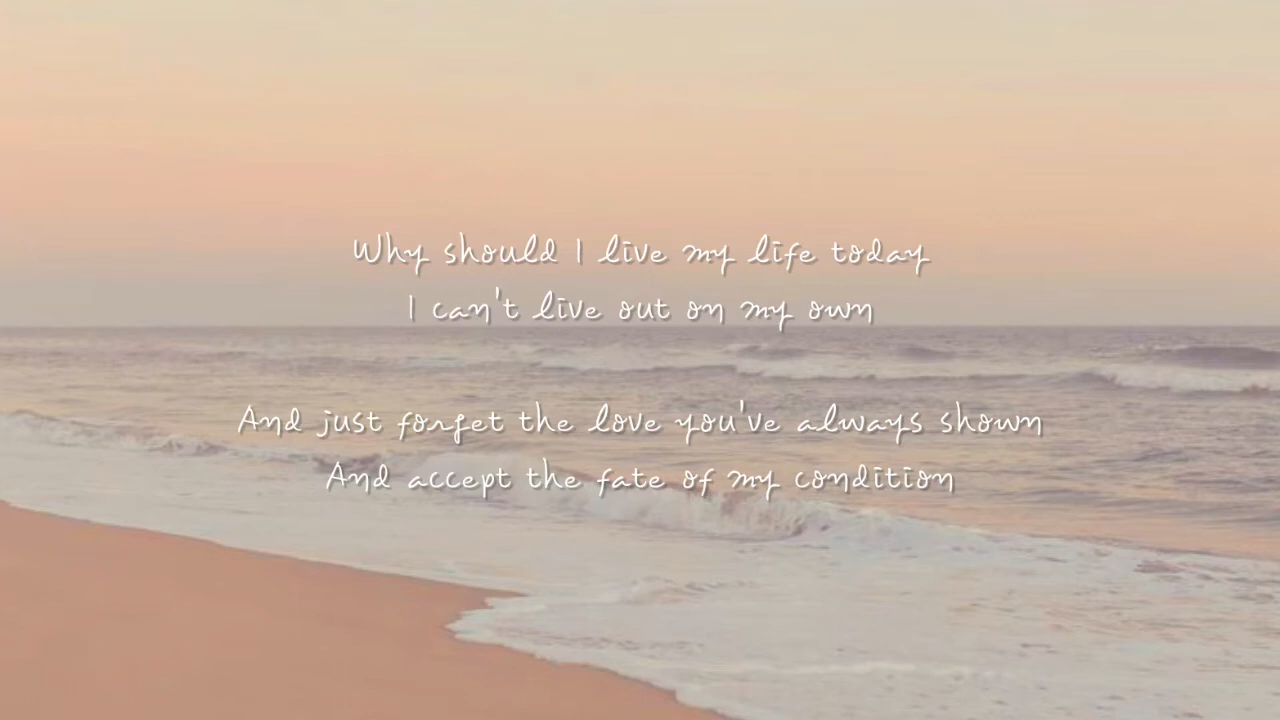 Why should I live my life today
I can't live out on my own
And just forget the love you've always shown
And accept the fate of my condition